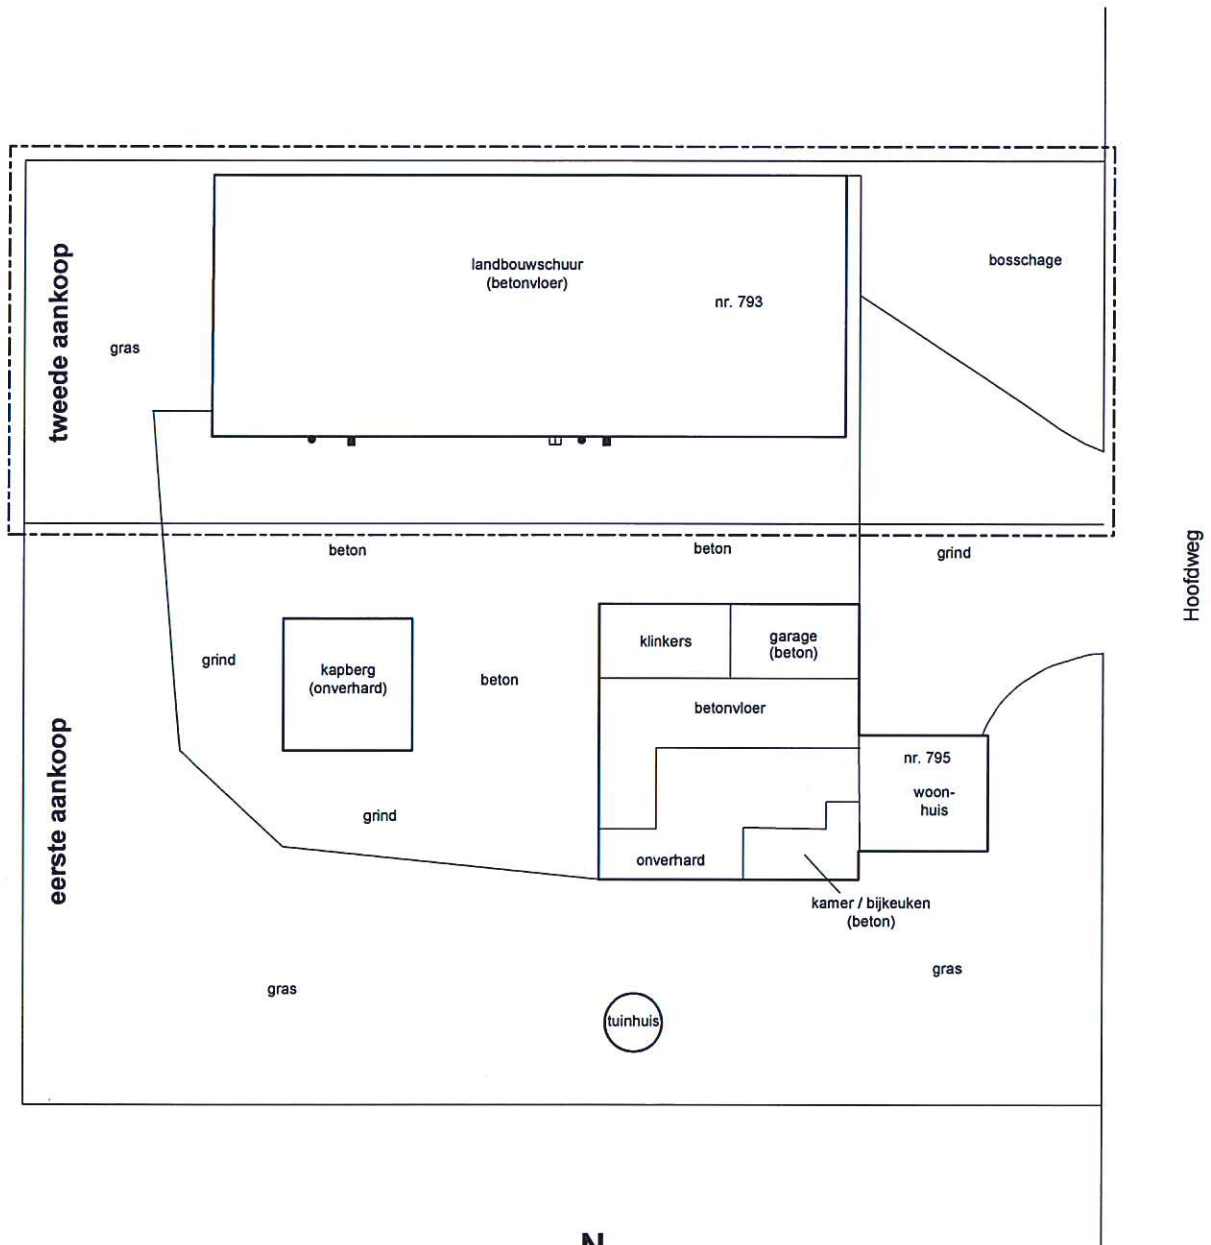 tweede aankoop
landbouwschuur
(betonvloer)
nr. 793
bosschage
gras
beton
beton
grind
Hoofdweg
klinkers
garage
(beton)
grind
kapberg
(onverhard)
beton
betonvloer
eerste aankoop
nr. 795
woon-
huis
grind
onverhard
kamer / bijkeuken
(beton)
gras
gras
tuinhuis
N